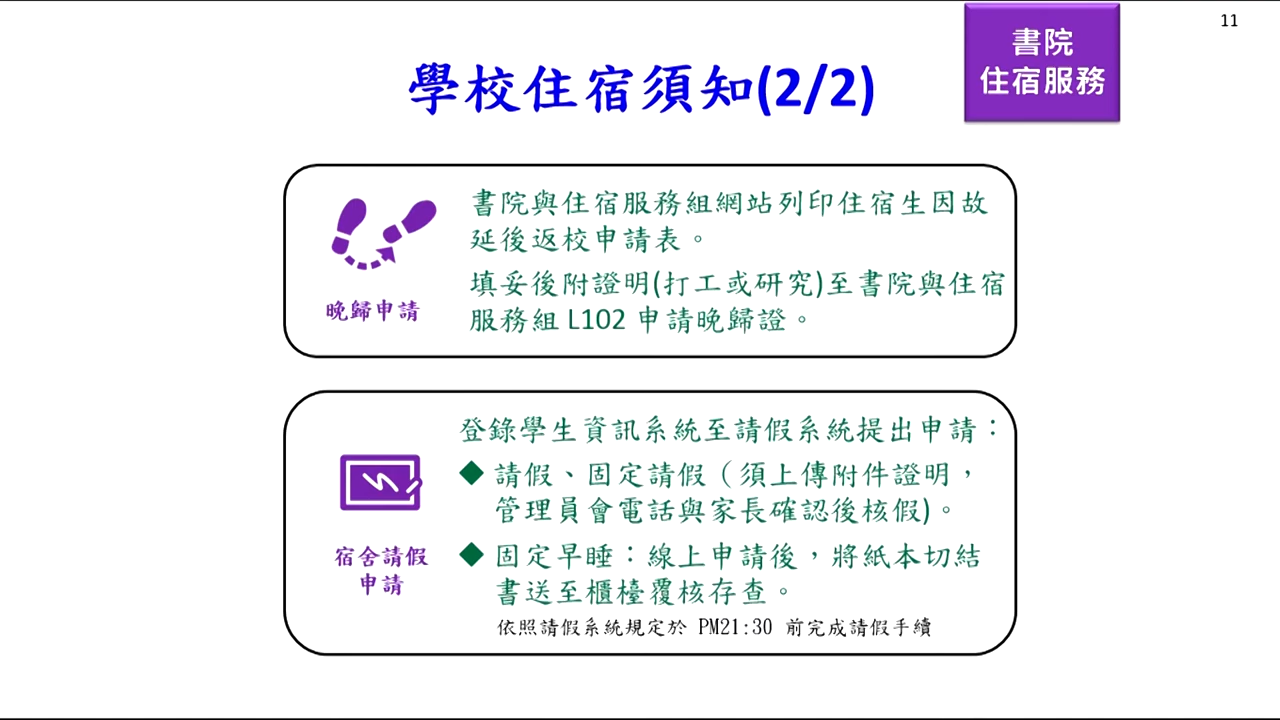 11
書院
住宿服務
學校住宿須知(2/2)
書院與住宿服務組網站列印住宿生因故
延後返校申請表。
填妥後附證明(打工或研究)至書院與住宿
服務組 L102 申請晚歸證。
晚歸申請
登錄學生資訊系統至請假系統提出申請：
◆ 請假、固定請假（須上傳附件證明，
管理員會電話與家長確認後核假)。
◆ 固定早睡：線上申請後，將紙本切結
書送至櫃檯覆核存查。
依照請假系統規定於 PM21:30 前完成請假手續
宿舍請假
申請